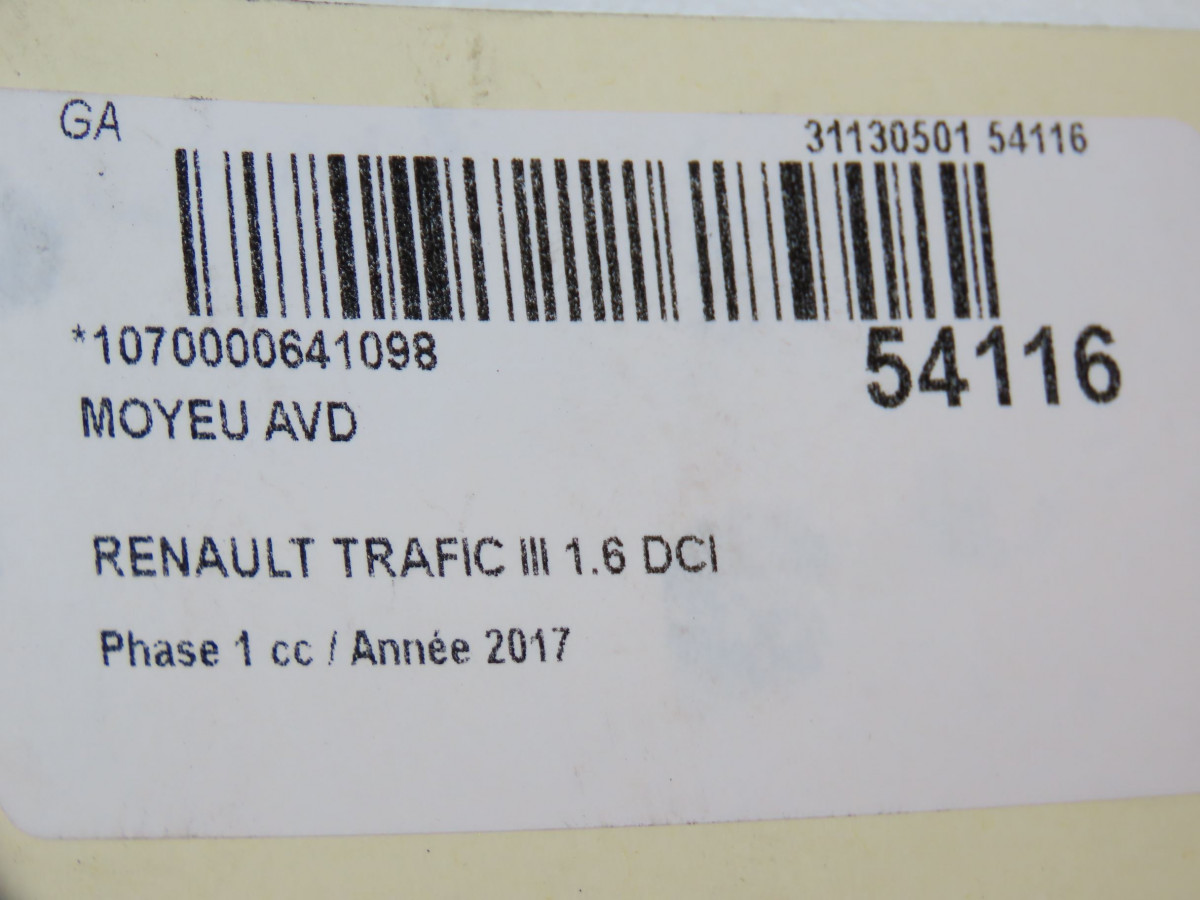 GA
31130501 54116
*1070000641098
54116
MOYEU AVD
RENAULT TRAFIC III 1.6 DCI
Phase 1 cc / Année 2017